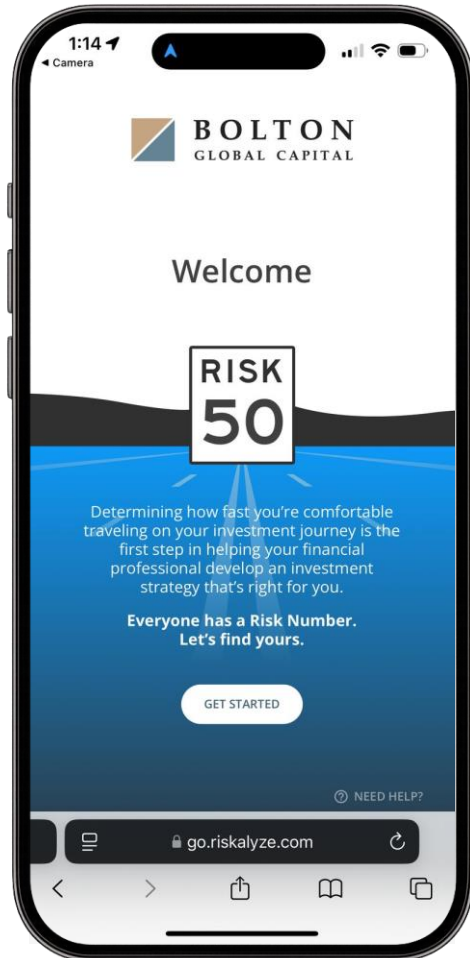 1:14
◀ Camera
BOLTON
GLOBAL CAPITAL
Welcome
RISK
50
Determining how fast you’re comfortable
traveling on your investment journey is the
first step in helping your financial
professional develop an investment
strategy that’s right for you.
Everyone has a Risk Number.
Let’s find yours.
GET STARTED
? NEED HELP?
go.riskalyze.com